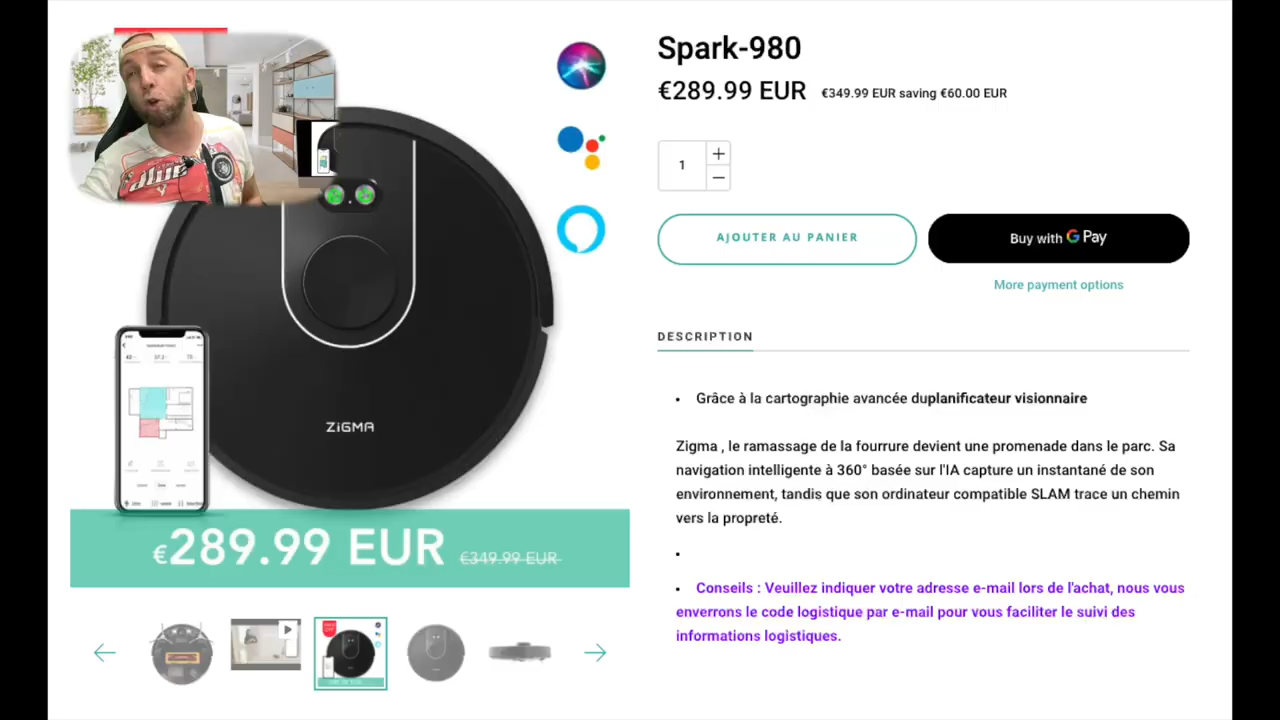 Spark-980
€289.99 EUR €349.99 EUR saving €60.00 EUR
1
+
−
AJOUTER AU PANIER
Buy with G Pay
More payment options
DESCRIPTION
• Grâce à la cartographie avancée duplanificateur visionnaire
Zigma , le ramassage de la fourrure devient une promenade dans le parc. Sa
navigation intelligente à 360° basée sur l'IA capture un instantané de son
environnement, tandis que son ordinateur compatible SLAM trace un chemin
vers la propreté.
•
• Conseils : Veuillez indiquer votre adresse e-mail lors de l'achat, nous vous
enverrons le code logistique par e-mail pour vous faciliter le suivi des
informations logistiques.
ZiGMA
€289.99 EUR €349.99 EUR